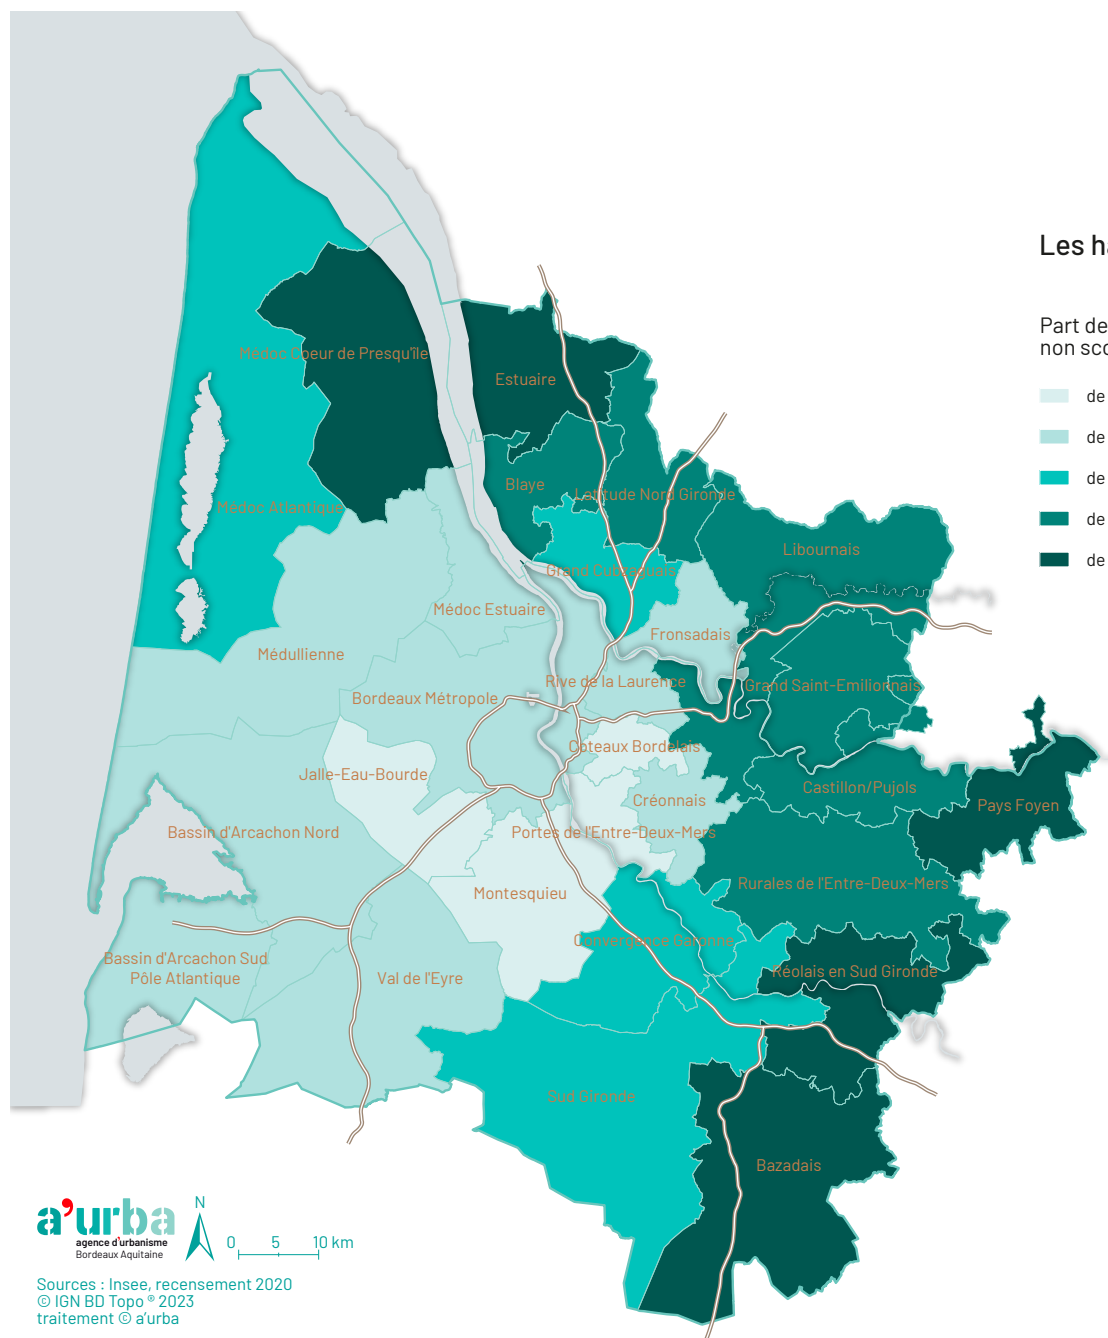 Les ha
Part de
non sco
de
de
de
de
de
Médoc Coeur de Presqu'île
Estuaire
Blaye
Latitude Nord Gironde
Médoc Atlantique
Libournais
Grand Cubzaguais
Médoc Estuaire
Fronsadais
Médullienne
Rive de la Laurence
Grand Saint-Emilionnais
Bordeaux Métropole
Coteaux Bordelais
Jalle-Eau-Bourde
Castillon/Pujols
Créonnais
Pays Foyen
Bassin d'Arcachon Nord
Portes de l'Entre-Deux-Mers
Rurales de l'Entre-Deux-Mers
Montesquieu
Convergence Garonne
Bassin d'Arcachon Sud
Pôle Atlantique
Val de l'Eyre
Réolais en Sud Gironde
Sud Gironde
Bazadais
a'urba
agence d'urbanisme
Bordeaux Aquitaine
N
0 5 10 km
Sources : Insee, recensement 2020
© IGN BD Topo ® 2023
traitement © a'urba